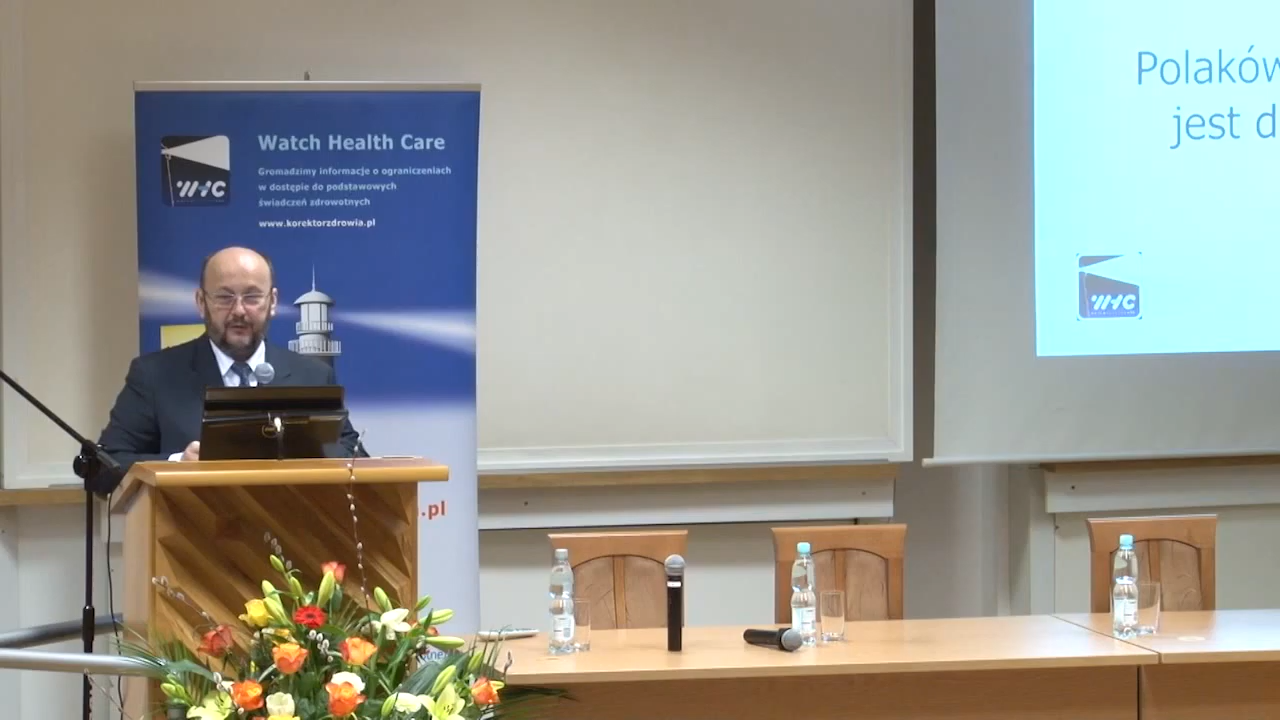 Watch Health Care
Gromadzimy informacje o ograniczeniach
w dostępie do podstawowych
świadczeń zdrowotnych
www.korektorzdrowia.pl
WHC
Polaków
jest d
WHC
.pl